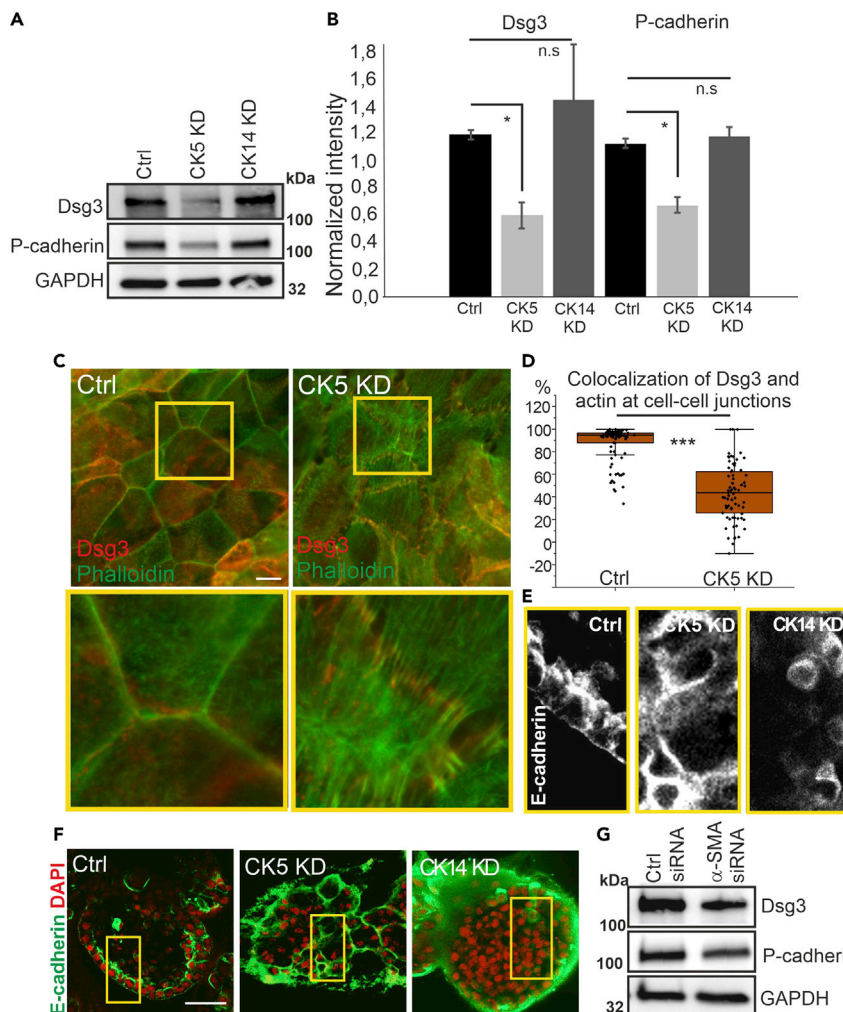 A
Ctrl
CK5 KD
CK14 KD
kDa
Dsg3
100
P-cadherin
100
GAPDH
32
B
Dsg3
P-cadherin
Normalized intensity
1,8
1,6
1,4
1,2
1,0
0,8
0,6
0,4
0,2
0,0
*
n.s
*
n.s
Ctrl
CK5
KD
CK14
KD
Ctrl
CK5
KD
CK14
KD
C
Ctrl
Dsg3
Phalloidin
CK5 KD
Dsg3
Phalloidin
D
Colocalization of Dsg3 and
actin at cell-cell junctions
%
120
100
80
60
40
20
0
-20
***
Ctrl
CK5 KD
E
E-cadherin
Ctrl
CK5 KD
CK14 KD
F
E-cadherin DAPI
Ctrl
CK5 KD
CK14 KD
G
Ctrl
siRNA
α-SMA
siRNA
kDa
100
Dsg3
100
P-cadher
32
GAPDH